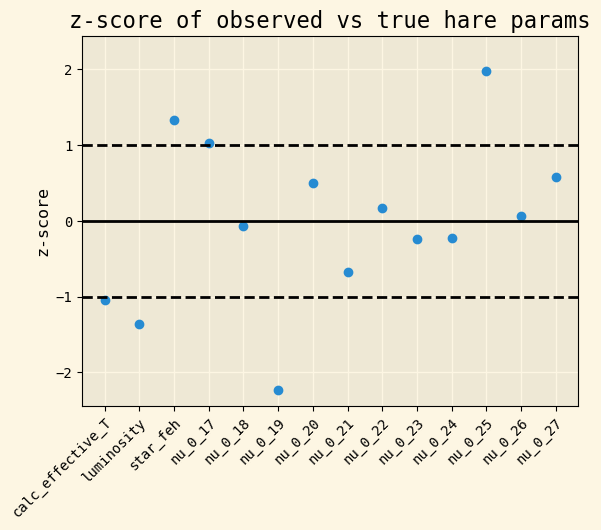 z-score of observed vs true hare params
z-score
2
1
0
−1
−2
calc_effective_T
luminosity
star_feh
nu_0_17
nu_0_18
nu_0_19
nu_0_20
nu_0_21
nu_0_22
nu_0_23
nu_0_24
nu_0_25
nu_0_26
nu_0_27